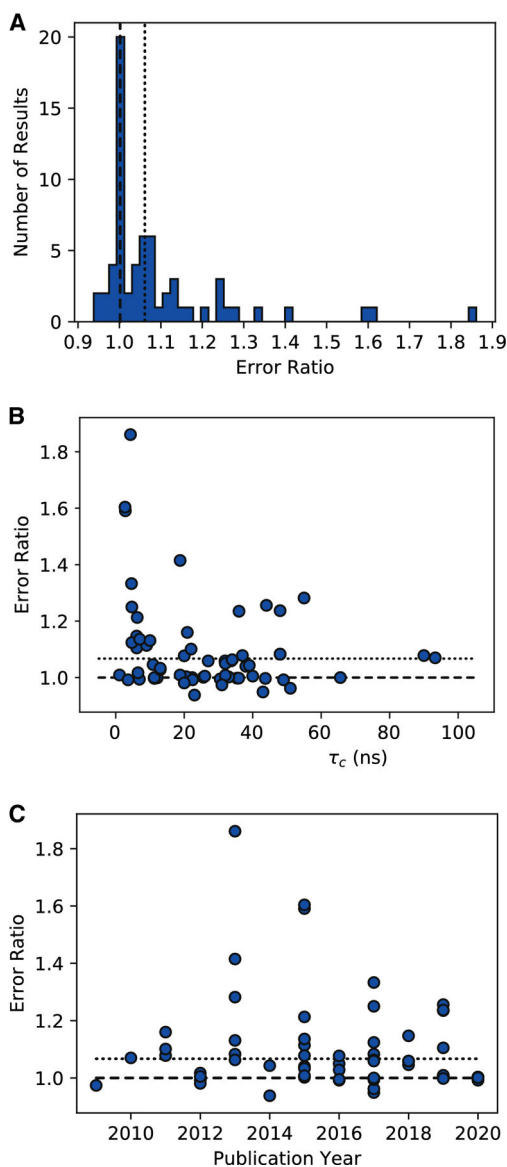 A
Number of Results
20
15
10
5
0
0.9 1.0 1.1 1.2 1.3 1.4 1.5 1.6 1.7 1.8 1.9
Error Ratio
B
Error Ratio
1.8
1.6
1.4
1.2
1.0
0 20 40 60 80 100
τc (ns)
C
Error Ratio
1.8
1.6
1.4
1.2
1.0
2010 2012 2014 2016 2018 2020
Publication Year